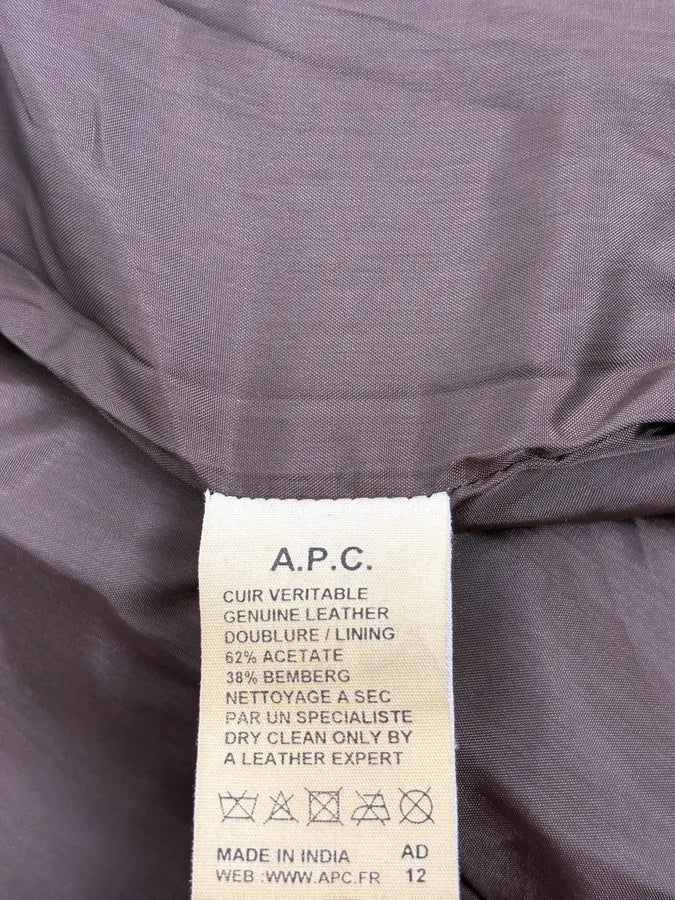 A.P.C.
CUIR VERITABLE
GENUINE LEATHER
DOUBLURE / LINING
62% ACETATE
38% BEMBERG
NETTOYAGE A SEC
PAR UN SPECIALISTE
DRY CLEAN ONLY BY
A LEATHER EXPERT
MADE IN INDIA AD
WEB :WWW.APC.FR 12